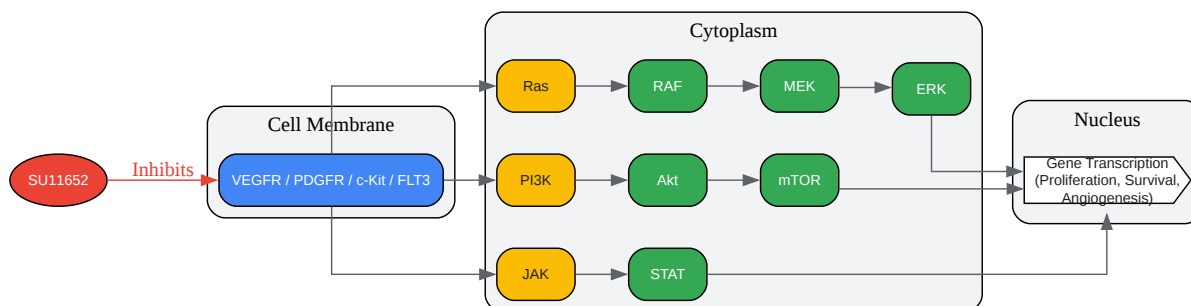 Cytoplasm
Ras
RAF
MEK
ERK
Cell Membrane
Nucleus
SU11652
Inhibits
VEGFR / PDGFR / c-Kit / FLT3
PI3K
Akt
mTOR
Gene Transcription
(Proliferation, Survival,
Angiogenesis)
JAK
STAT